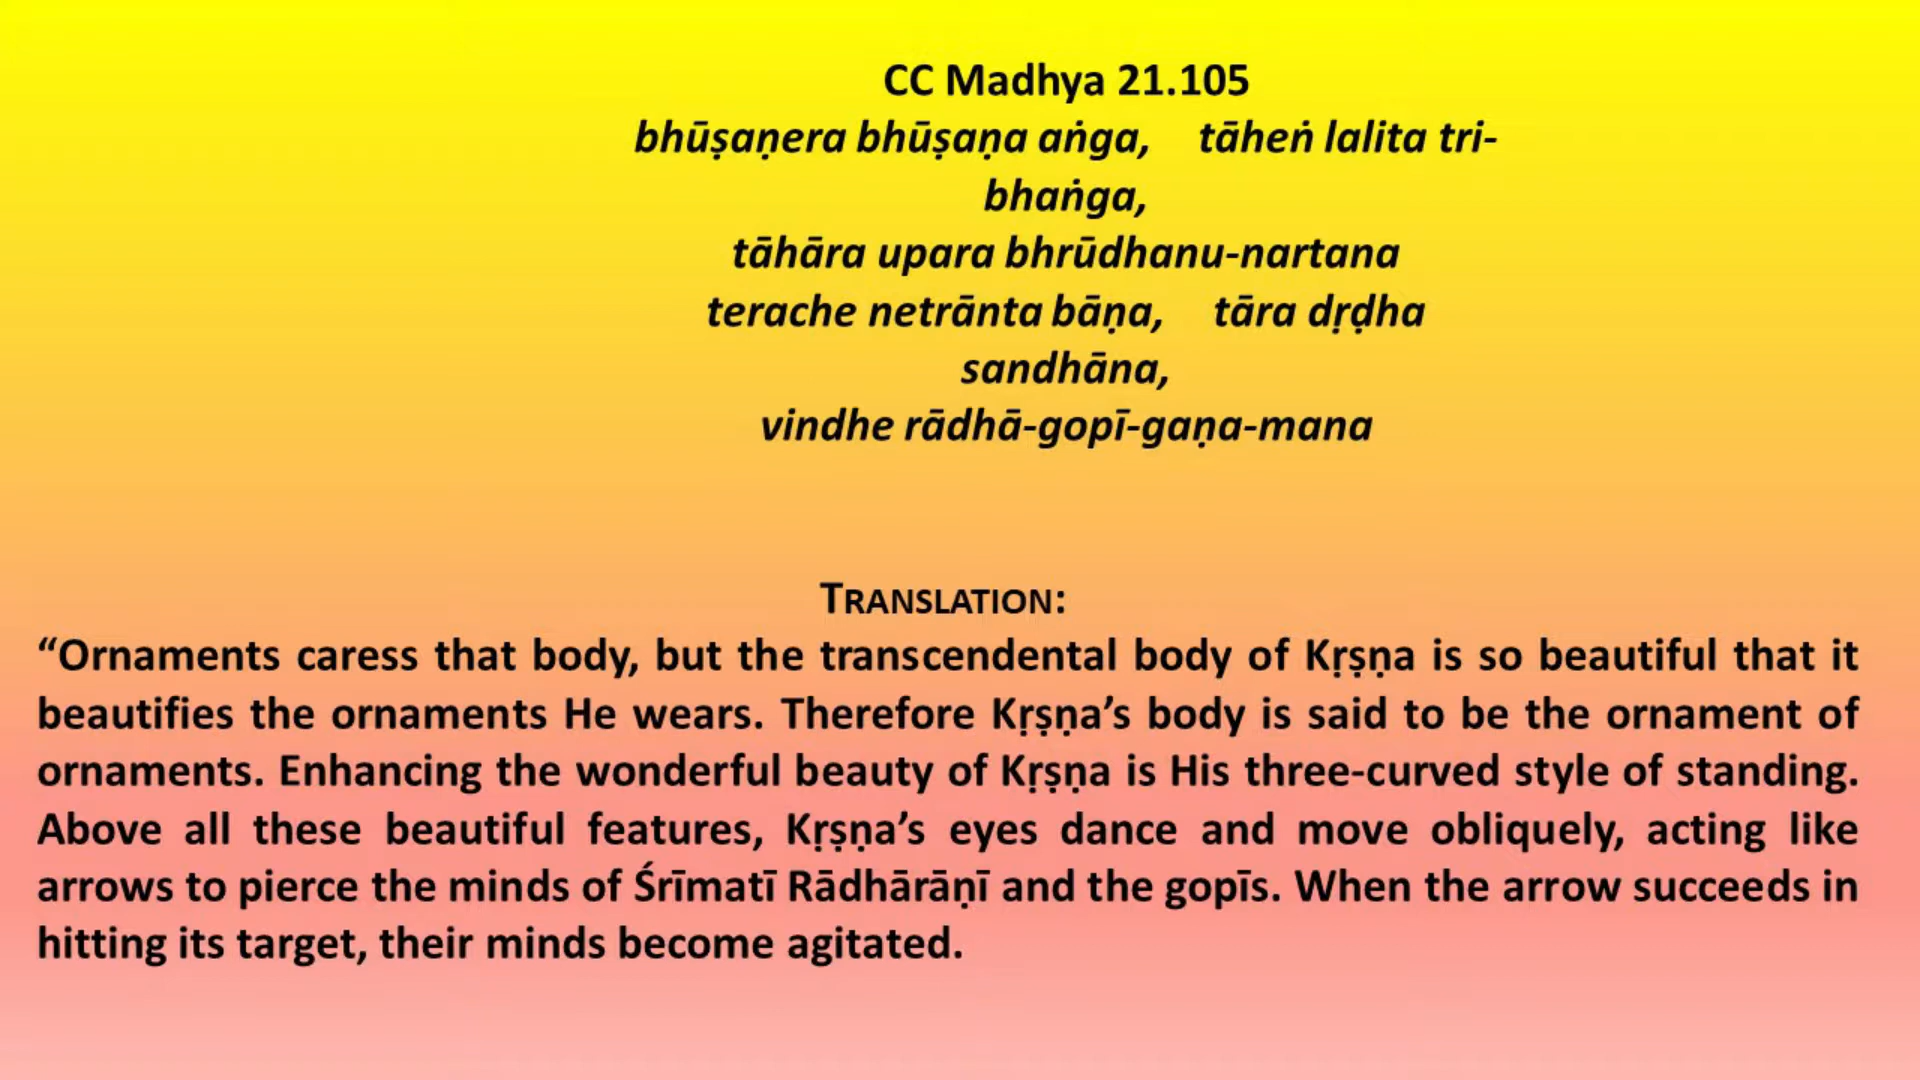 CC Madhya 21.105
bhūṣaṇera bhūṣaṇa aṅga, tāheṅ lalita tri-
bhaṅga,
tāhāra upara bhrūdhanu-nartana
terache netrānta bāṇa, tāra dṛḍha
sandhāna,
vindhe rādhā-gopī-gaṇa-mana
TRANSLATION:
“Ornaments caress that body, but the transcendental body of Kṛṣṇa is so beautiful that it
beautifies the ornaments He wears. Therefore Kṛṣṇa’s body is said to be the ornament of
ornaments. Enhancing the wonderful beauty of Kṛṣṇa is His three-curved style of standing.
Above all these beautiful features, Kṛṣṇa’s eyes dance and move obliquely, acting like
arrows to pierce the minds of Śrīmatī Rādhārāṇī and the gopīs. When the arrow succeeds in
hitting its target, their minds become agitated.